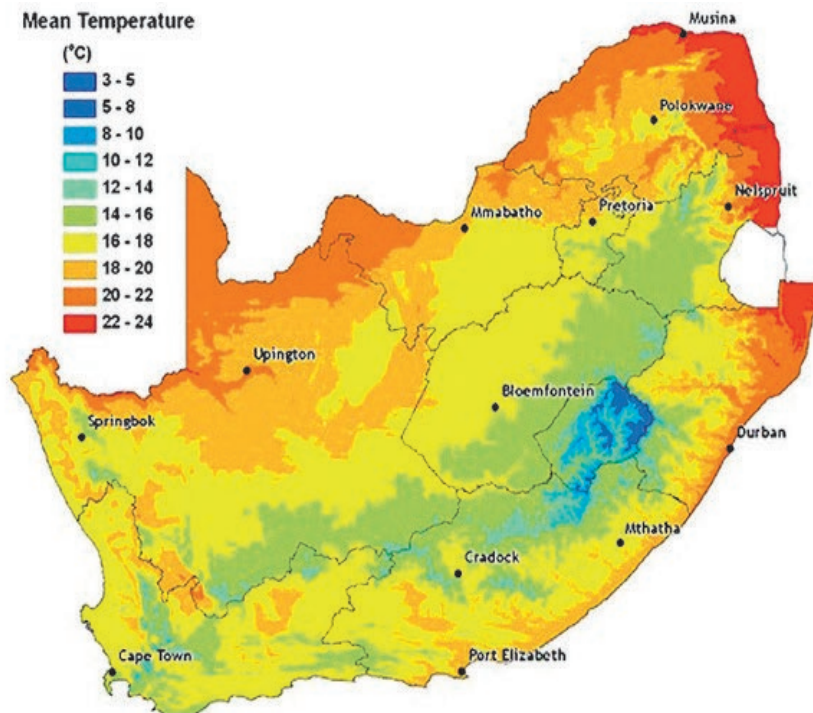 Mean Temperature
(°C)
3 - 5
5 - 8
8 - 10
10 - 12
12 - 14
14 - 16
16 - 18
18 - 20
20 - 22
22 - 24
Musina
Polokwane
Nelspruit
Pretoria
Mmabatho
Upington
Bloemfontein
Springbok
Durban
Mthatha
Cradock
Cape Town
Port Elizabeth